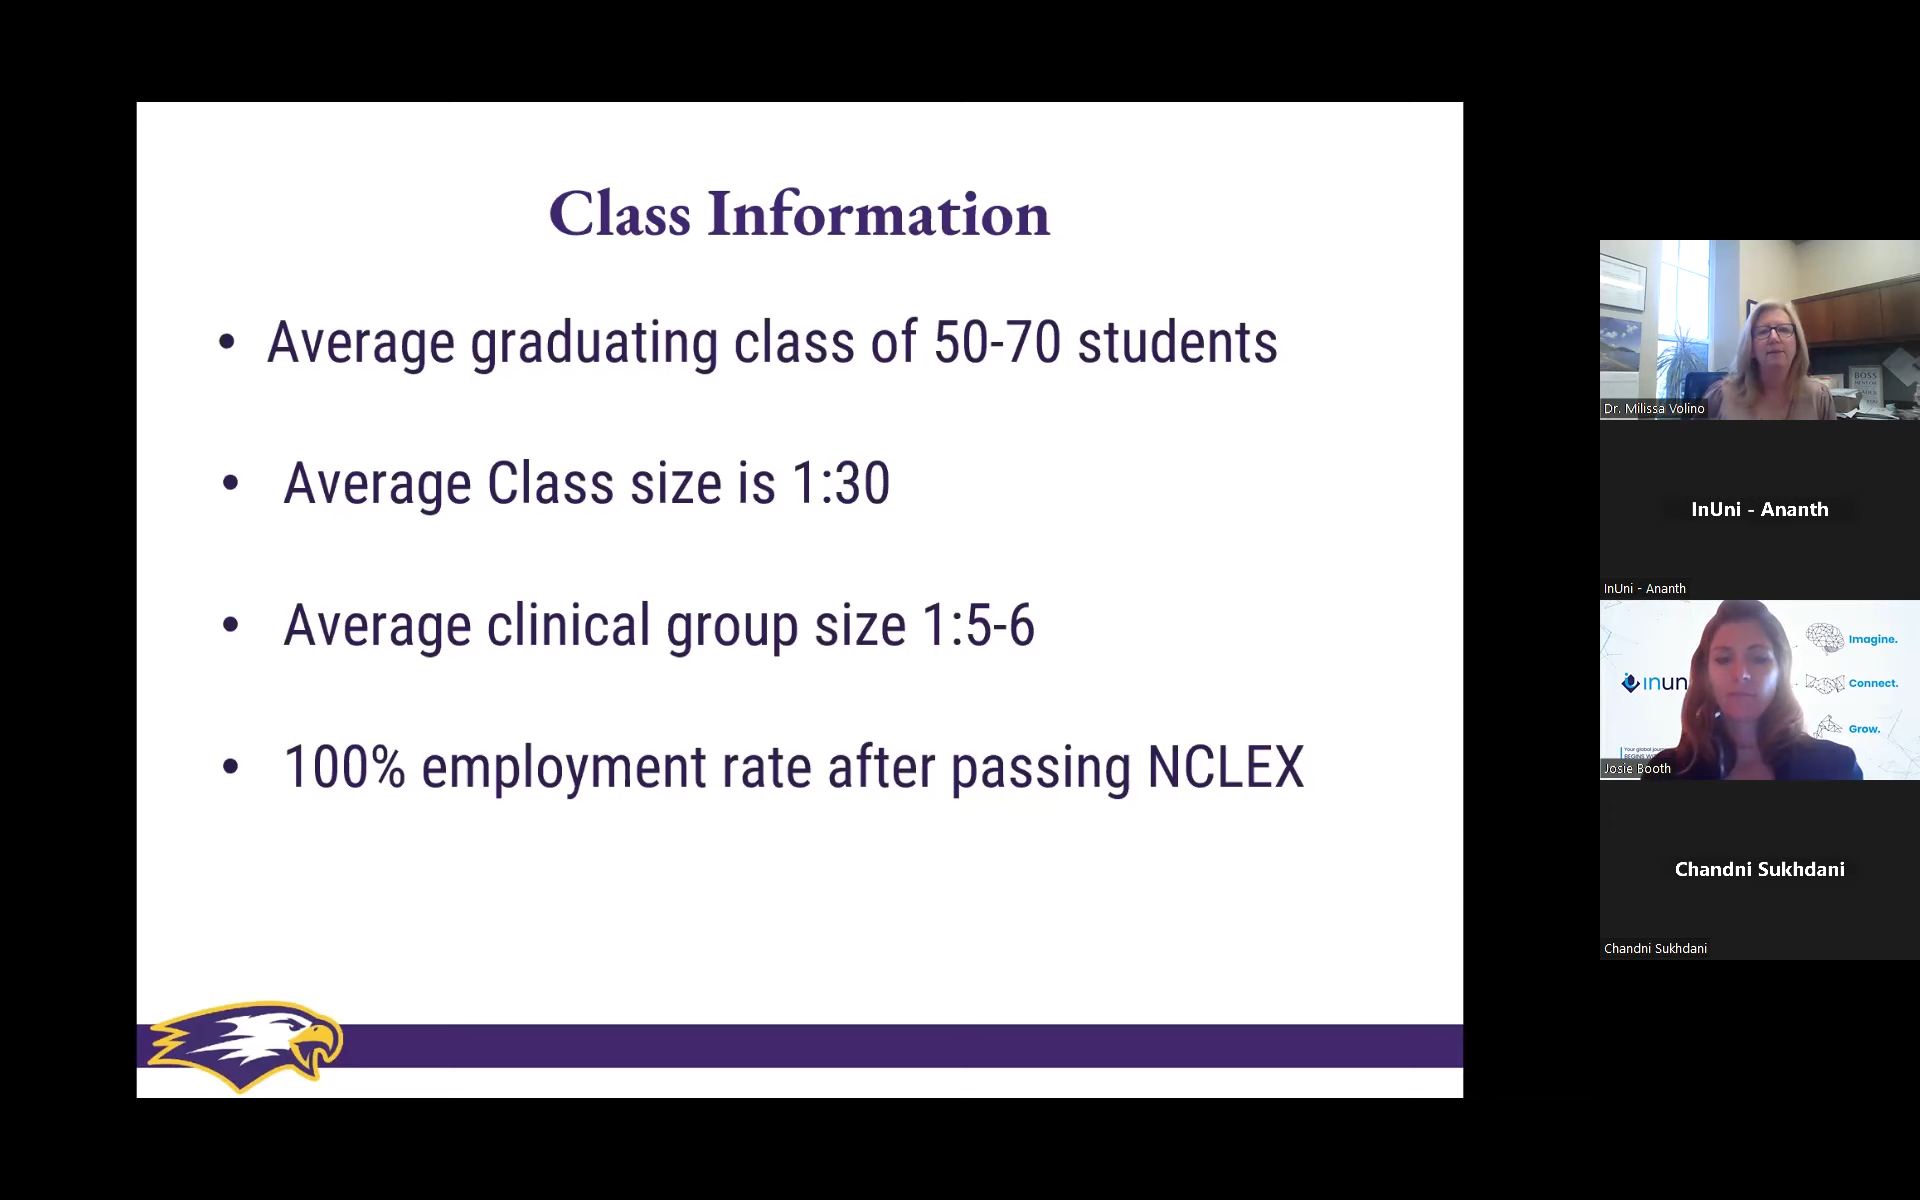 Class Information
• Average graduating class of 50-70 students
• Average Class size is 1:30
• Average clinical group size 1:5-6
• 100% employment rate after passing NCLEX
BOSS
Dr. Milissa Volino
InUni - Ananth
InUni - Ananth
Imagine.
inun
Connect.
Grow.
Josie Booth
Chandni Sukhdani
Chandni Sukhdani